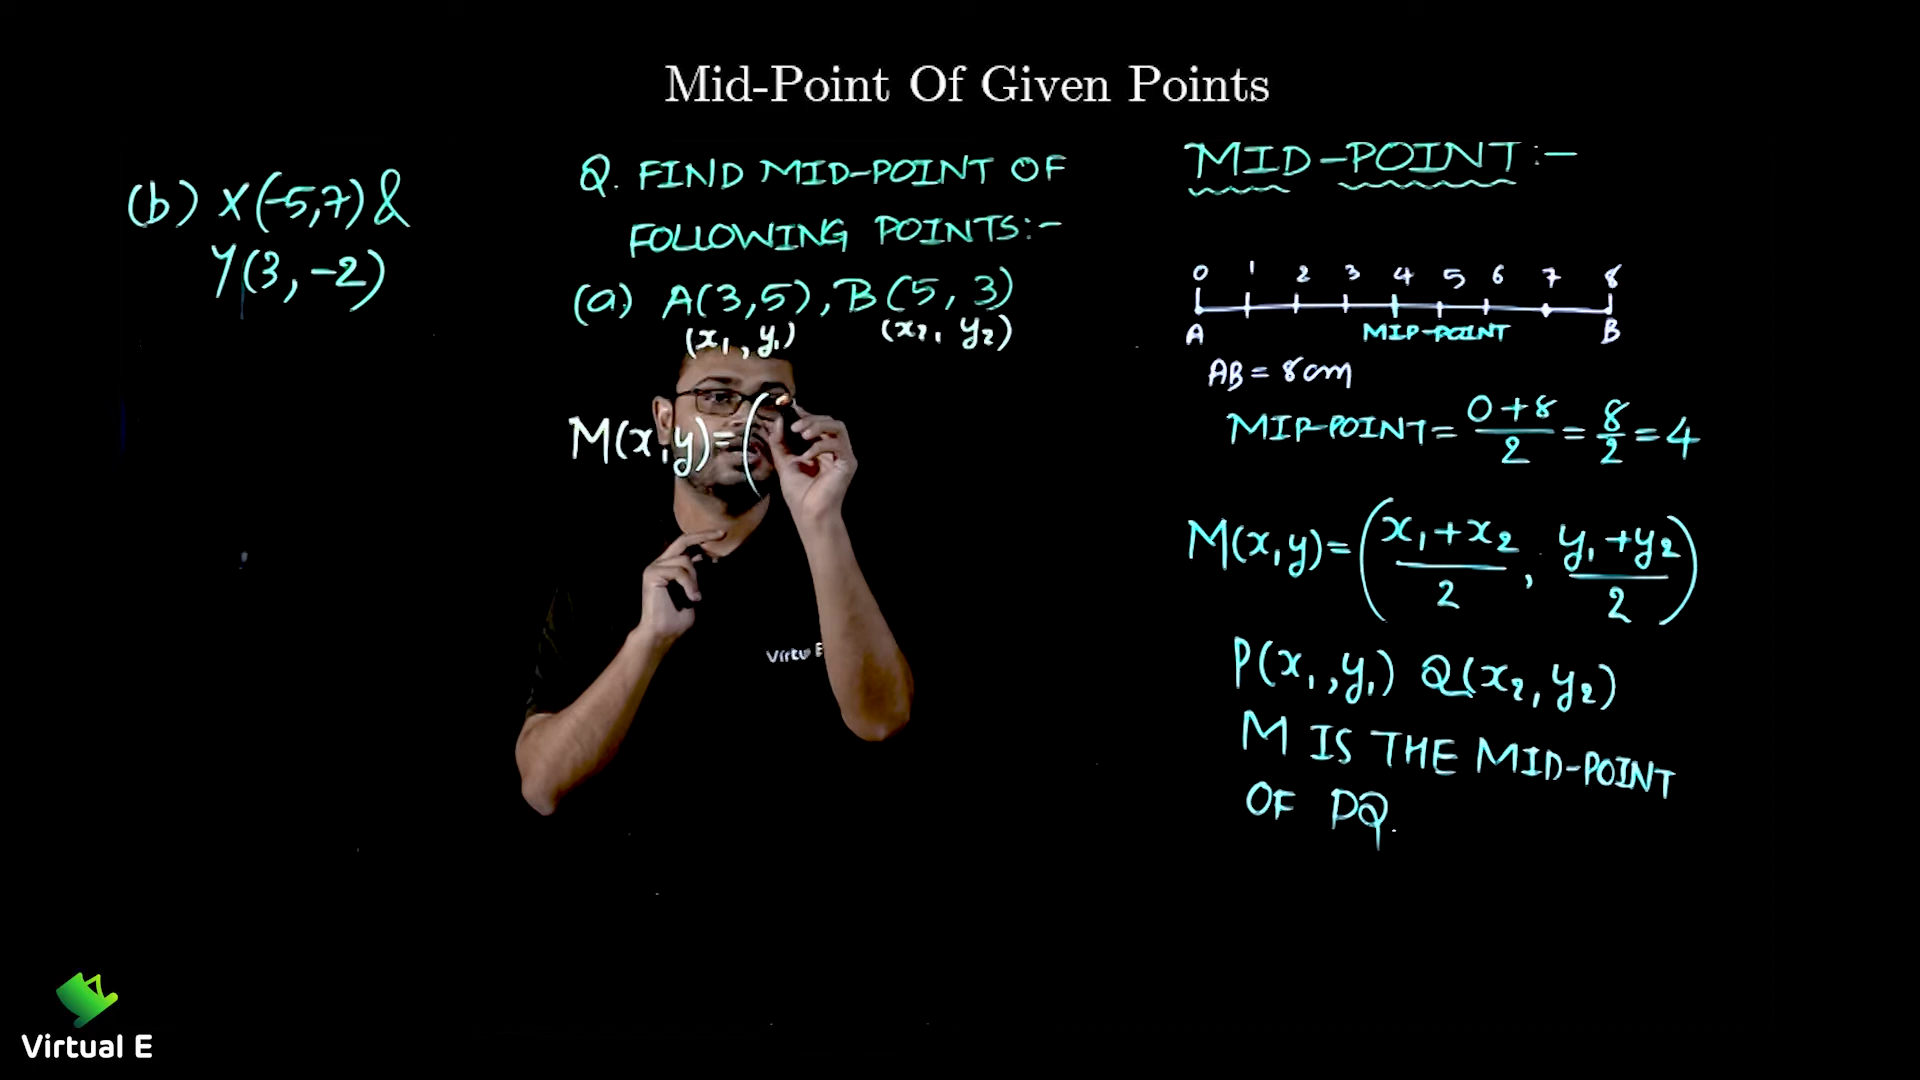 Mid-Point Of Given Points
(b) X(-5,7) &
Y(3, -2)
Q. FIND MID-POINT OF
FOLLOWING POINTS:-
(a) A(3,5), B(5, 3)
(x₁, y₁) (x₂, y₂)
M(x,y)=(
MID-POINT:-
0 1 2 3 4 5 6 7 8
A MID-POINT B
AB = 8cm
MID-POINT = 0+8/2 = 8/2 = 4
M(x,y)=(x₁+x₂/2, y₁+y₂/2)
P(x₁,y₁) Q(x₂,y₂)
M IS THE MID-POINT
OF PQ.
Virtual E